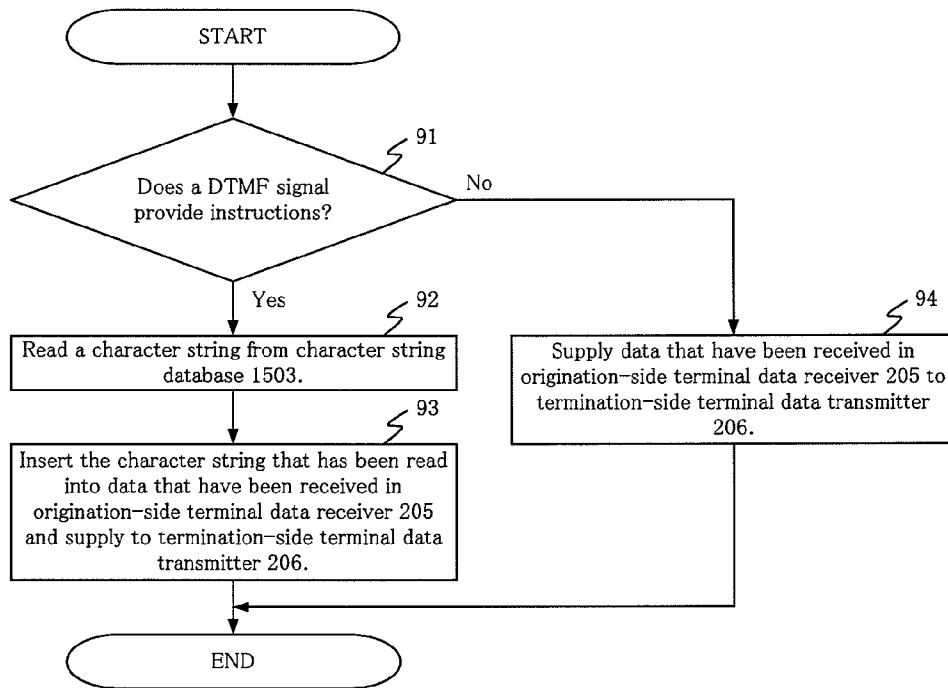 START
91
Does a DTMF signal
provide instructions?
No
Yes
92
Read a character string from character string
database 1503.
94
Supply data that have been received in
origination-side terminal data receiver 205 to
termination-side terminal data transmitter
206.
93
Insert the character string that has been read
into data that have been received in
origination-side terminal data receiver 205
and supply to termination-side terminal data
transmitter 206.
END